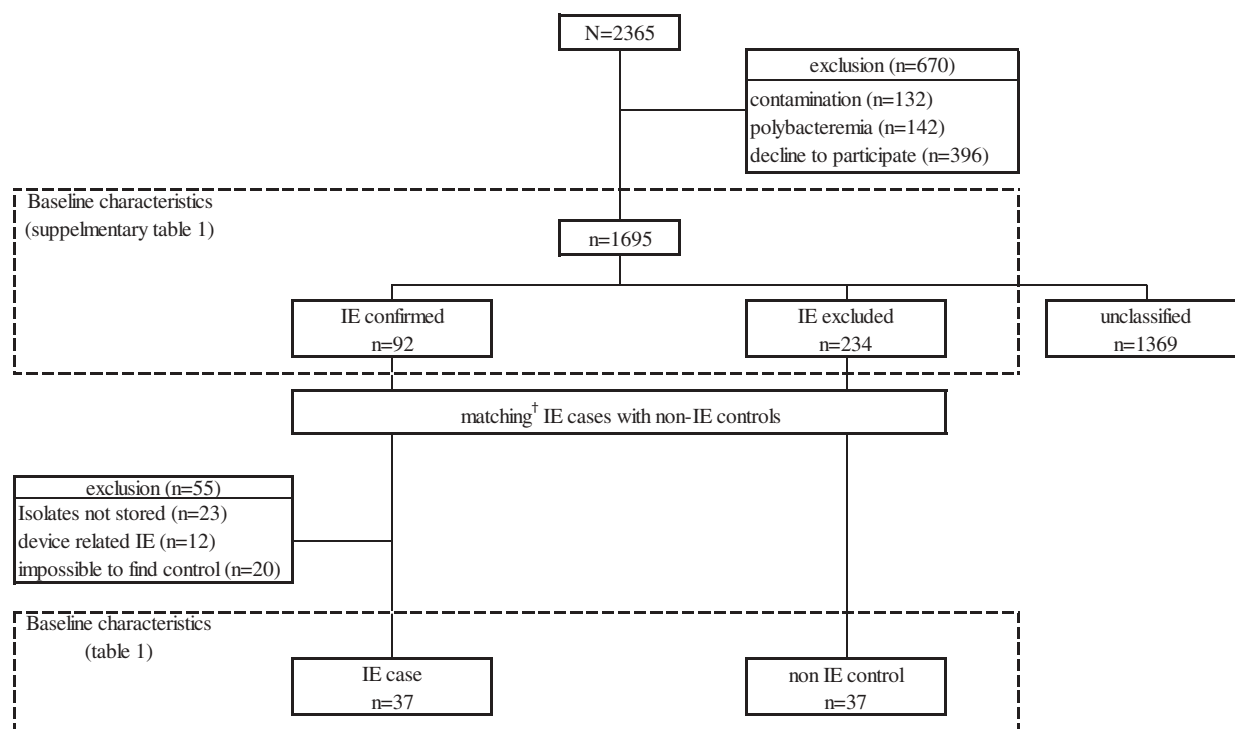 N=2365
exclusion (n=670)
contamination (n=132)
polybacteremia (n=142)
decline to participate (n=396)
Baseline characteristics
(suppelmentary table 1)
n=1695
IE confirmed
n=92
IE excluded
n=234
unclassified
n=1369
matching† IE cases with non-IE controls
exclusion (n=55)
Isolates not stored (n=23)
device related IE (n=12)
impossible to find control (n=20)
Baseline characteristics
(table 1)
IE case
n=37
non IE control
n=37